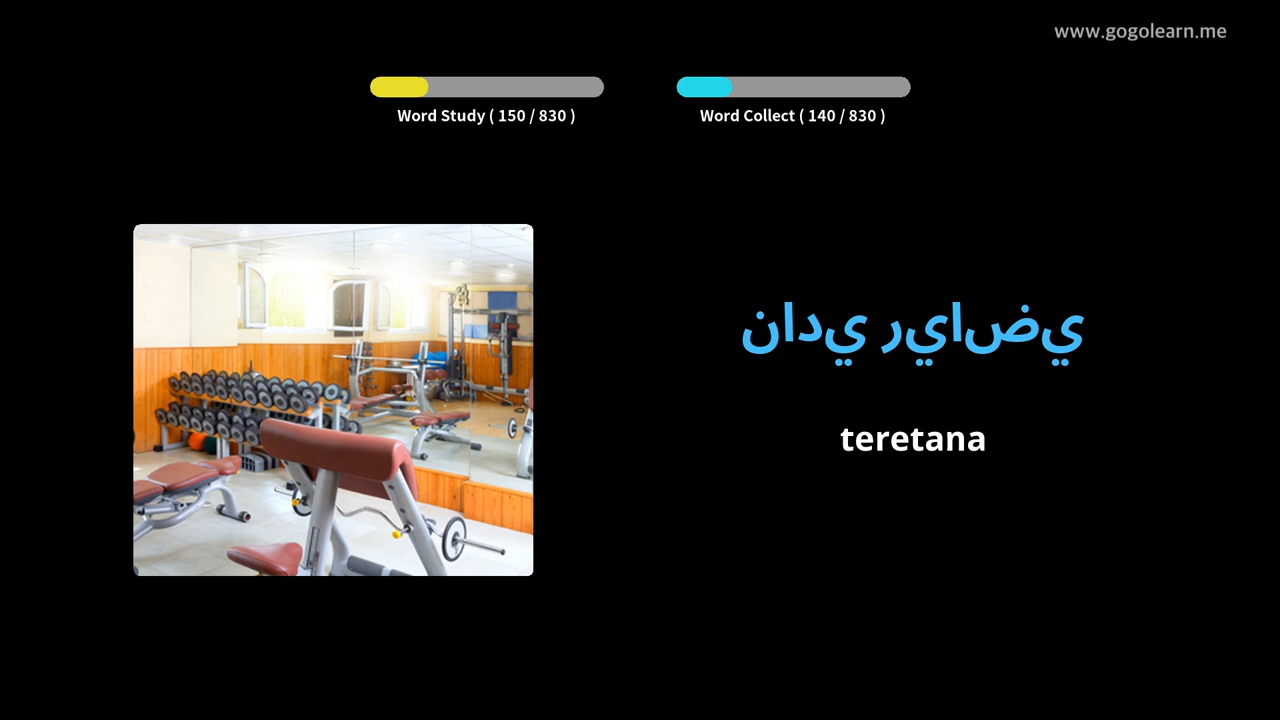 www.gogolearn.me
Word Study ( 150 / 830 )
Word Collect ( 140 / 830 )
نادي رياضي
teretana